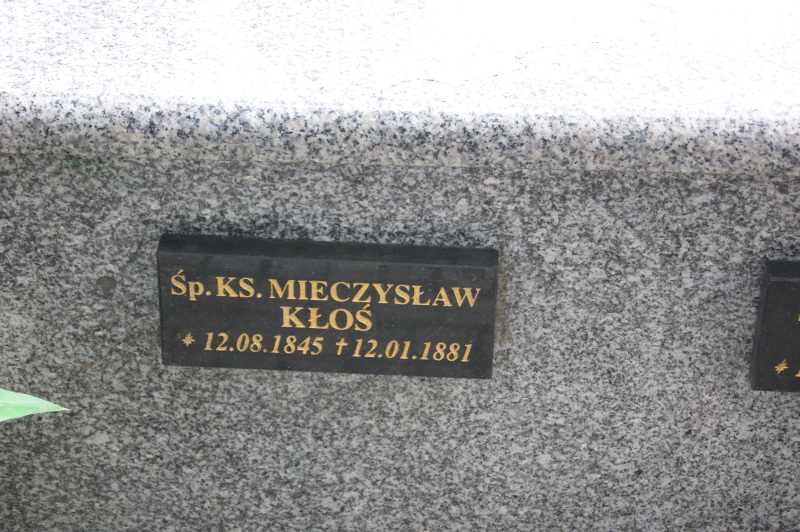 Śp. KS. MIECZYSŁAW
KŁOŚ
* 12.08.1845 † 12.01.1881